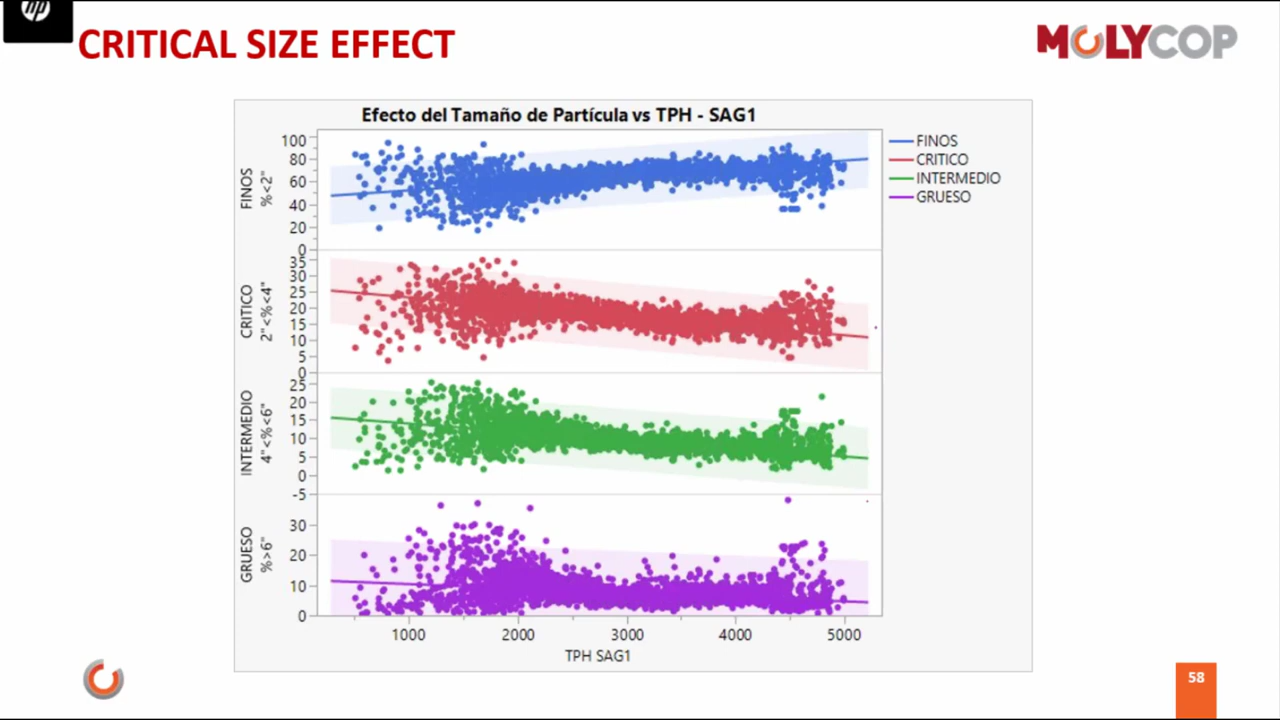 hp
CRITICAL SIZE EFFECT
MOLYCOP
Efecto del Tamaño de Partícula vs TPH - SAG1
FINOS
%<2"
100
80
60
40
20
0
CRITICO
2"<%<4"
35
30
25
20
15
10
5
0
INTERMEDIO
4"<%<6"
25
20
15
10
5
0
-5
GRUESO
%>6"
30
20
10
0
1000 2000 3000 4000 5000
TPH SAG1
FINOS
CRITICO
INTERMEDIO
GRUESO
58